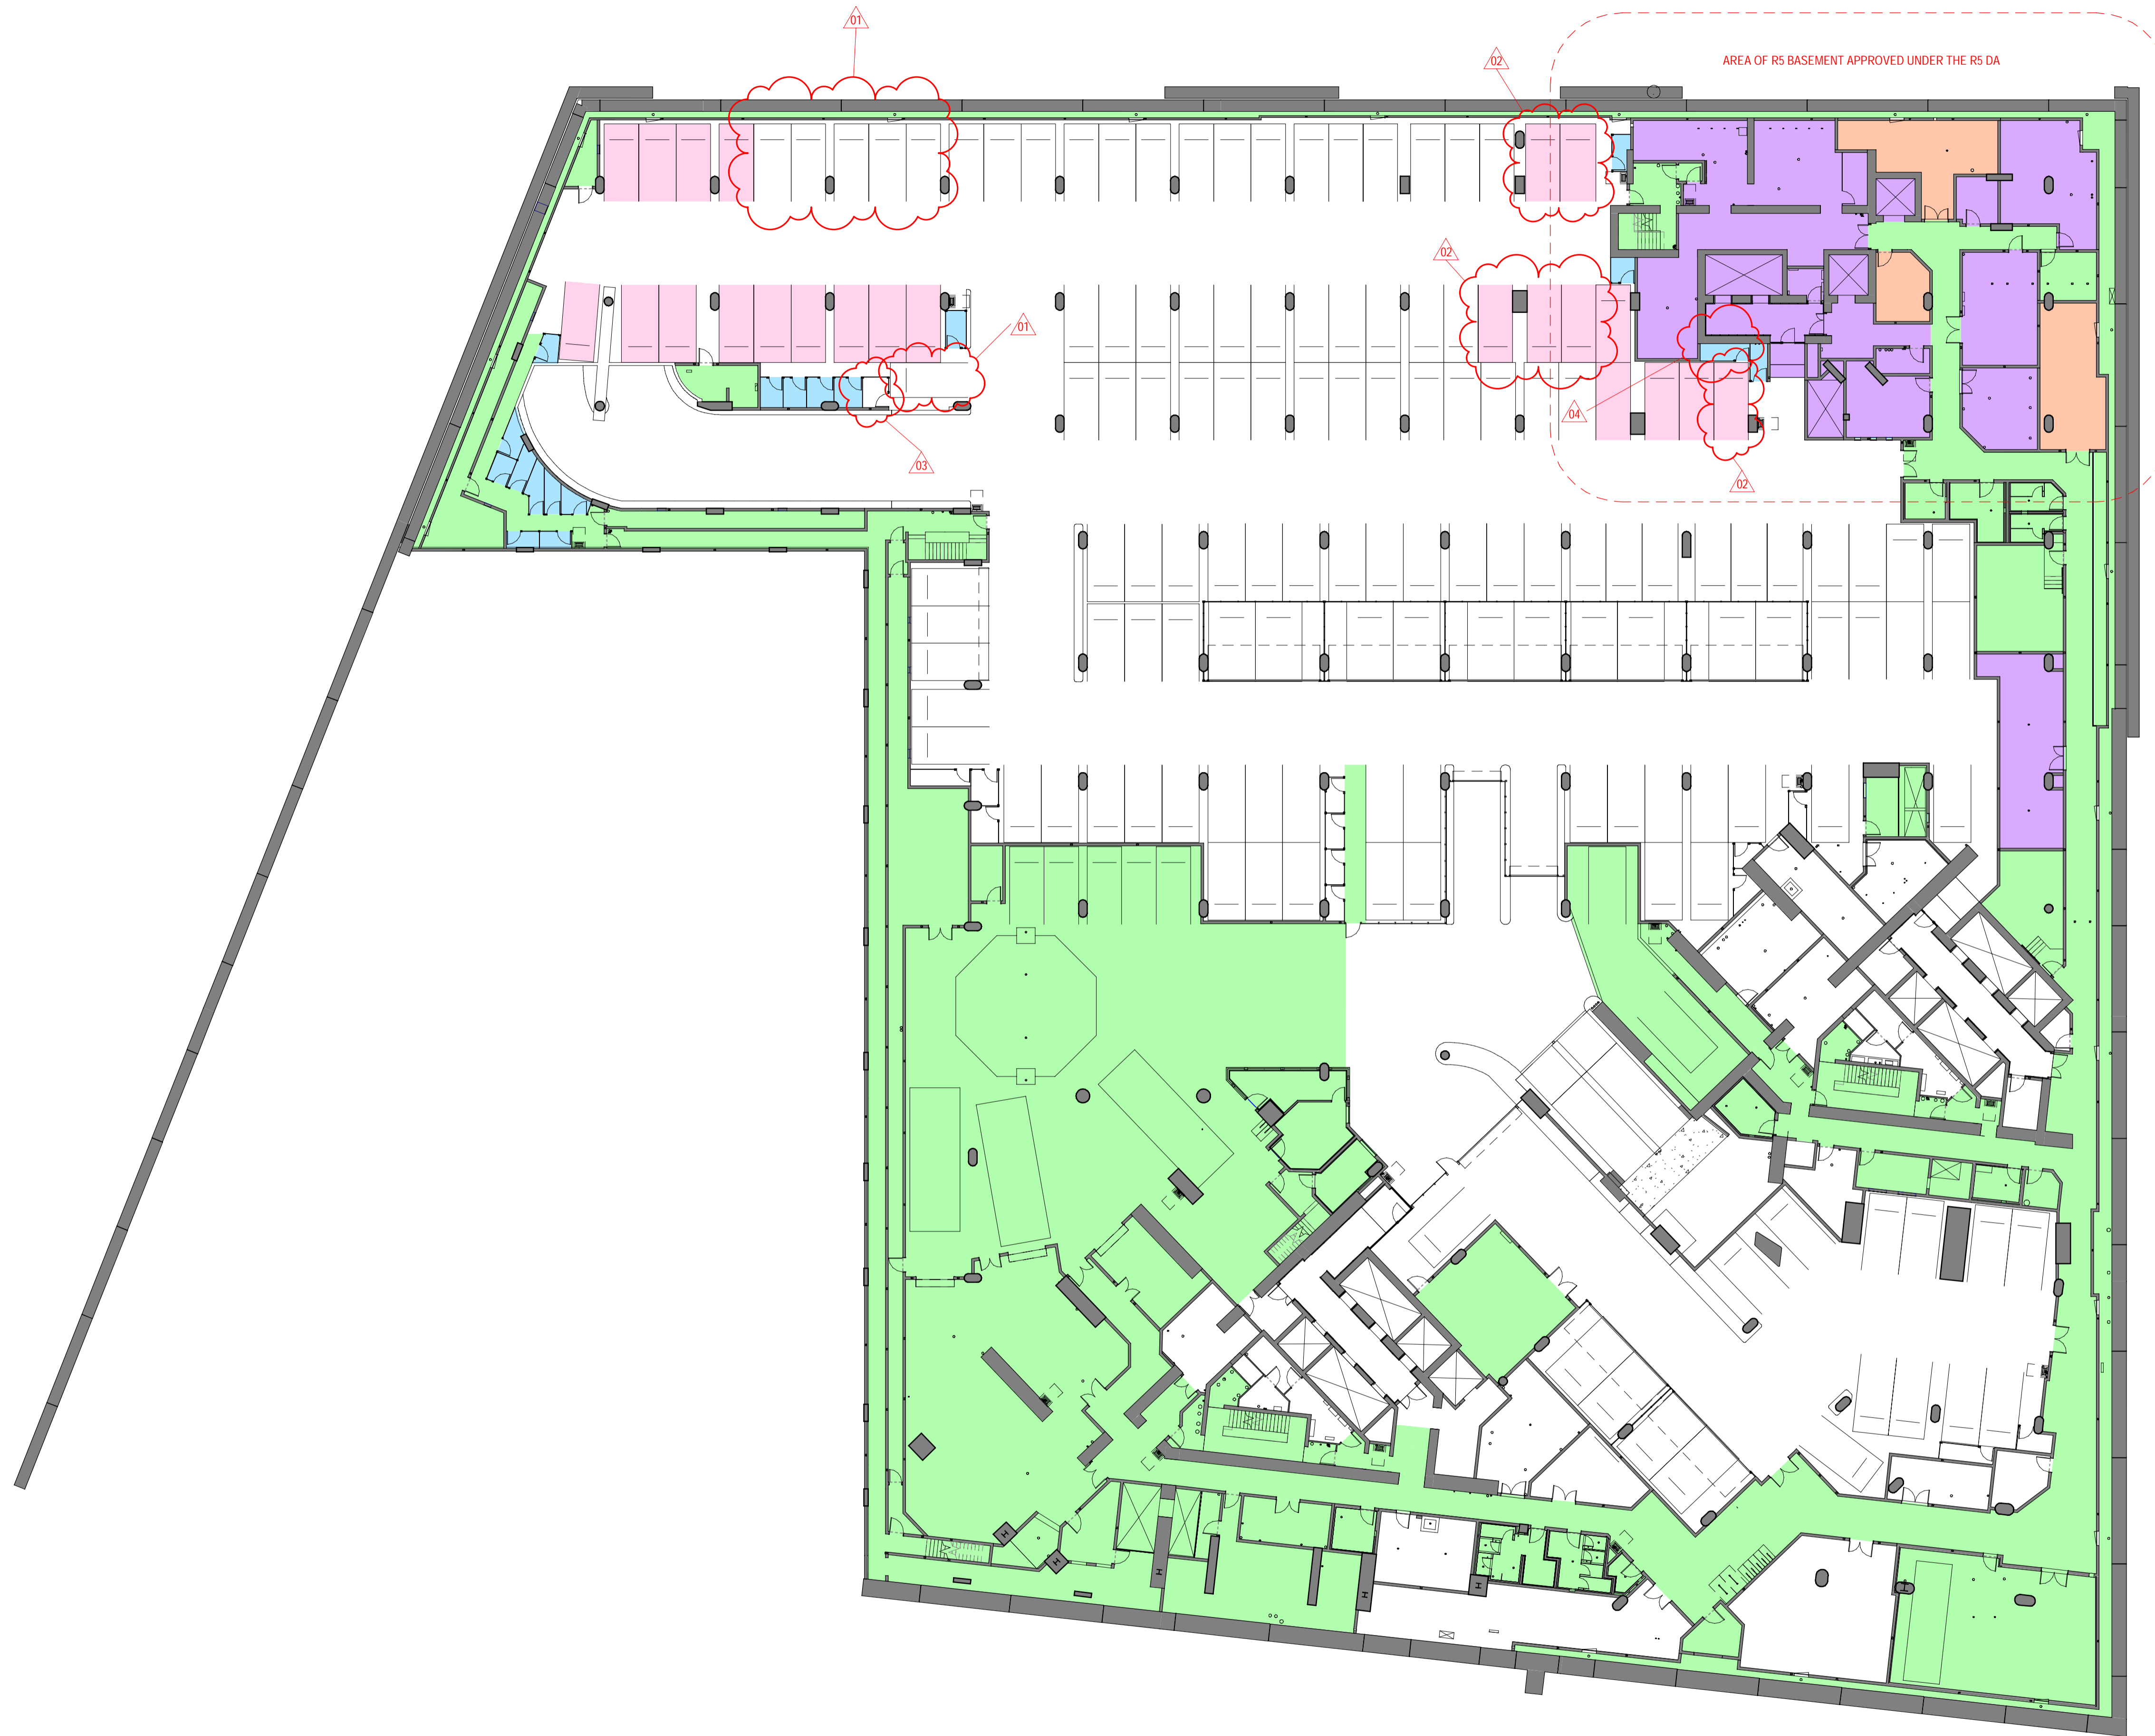 01
02
AREA OF R5 BASEMENT APPROVED UNDER THE R5 DA
02
01
04
03
02
H
H
H
H
H
H